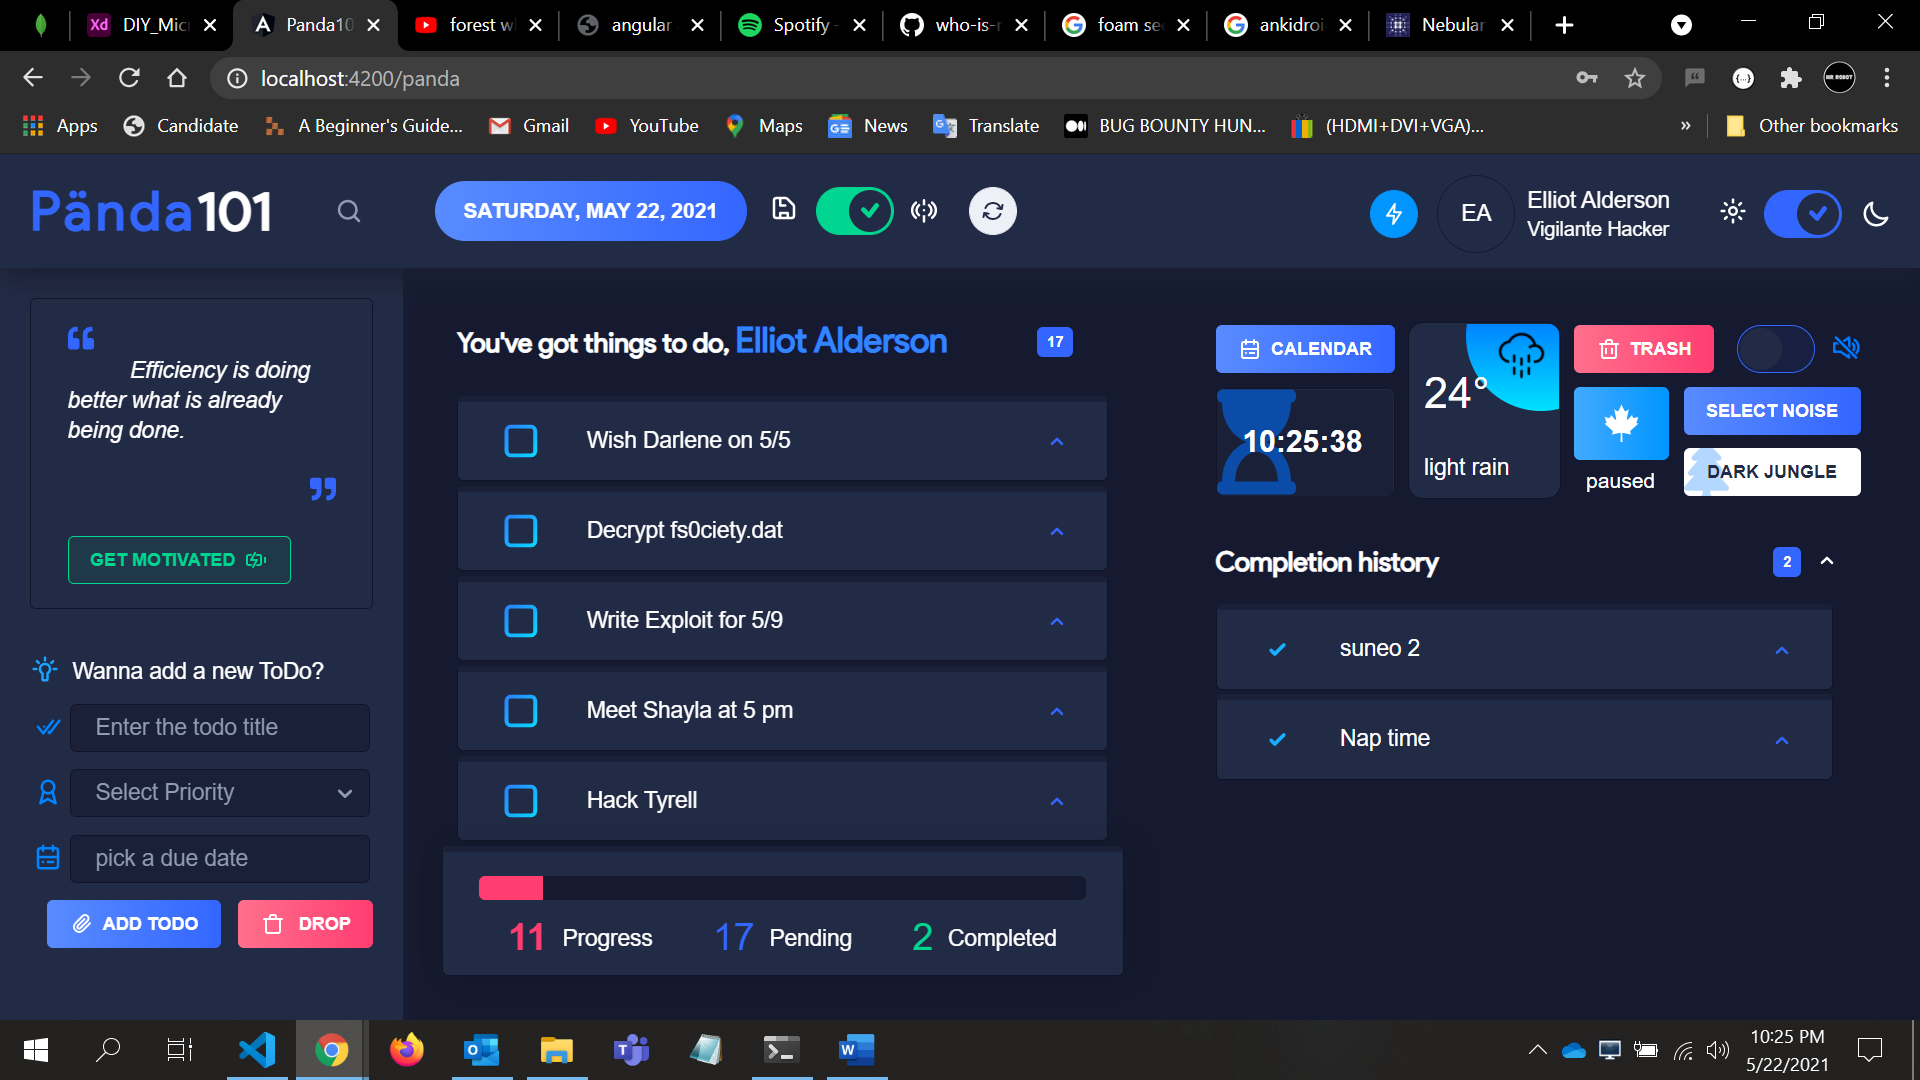 DIY_Mic
Panda10
forest w
angular
Spotify -
who-is-r
foam se
ankidroi
Nebular
localhost:4200/panda
Apps
Candidate
A Beginner's Guide...
Gmail
YouTube
Maps
News
Translate
BUG BOUNTY HUN...
(HDMI+DVI+VGA)...
»
Other bookmarks
Pända101
SATURDAY, MAY 22, 2021
EA
Elliot Alderson
Vigilante Hacker
Efficiency is doing
better what is already
being done.
GET MOTIVATED
Wanna add a new ToDo?
Enter the todo title
Select Priority
pick a due date
ADD TODO
DROP
You've got things to do, Elliot Alderson
17
Wish Darlene on 5/5
Decrypt fs0ciety.dat
Write Exploit for 5/9
Meet Shayla at 5 pm
Hack Tyrell
11 Progress
17 Pending
2 Completed
CALENDAR
10:25:38
24°
light rain
TRASH
paused
SELECT NOISE
DARK JUNGLE
Completion history
2
suneo 2
Nap time
10:25 PM
5/22/2021